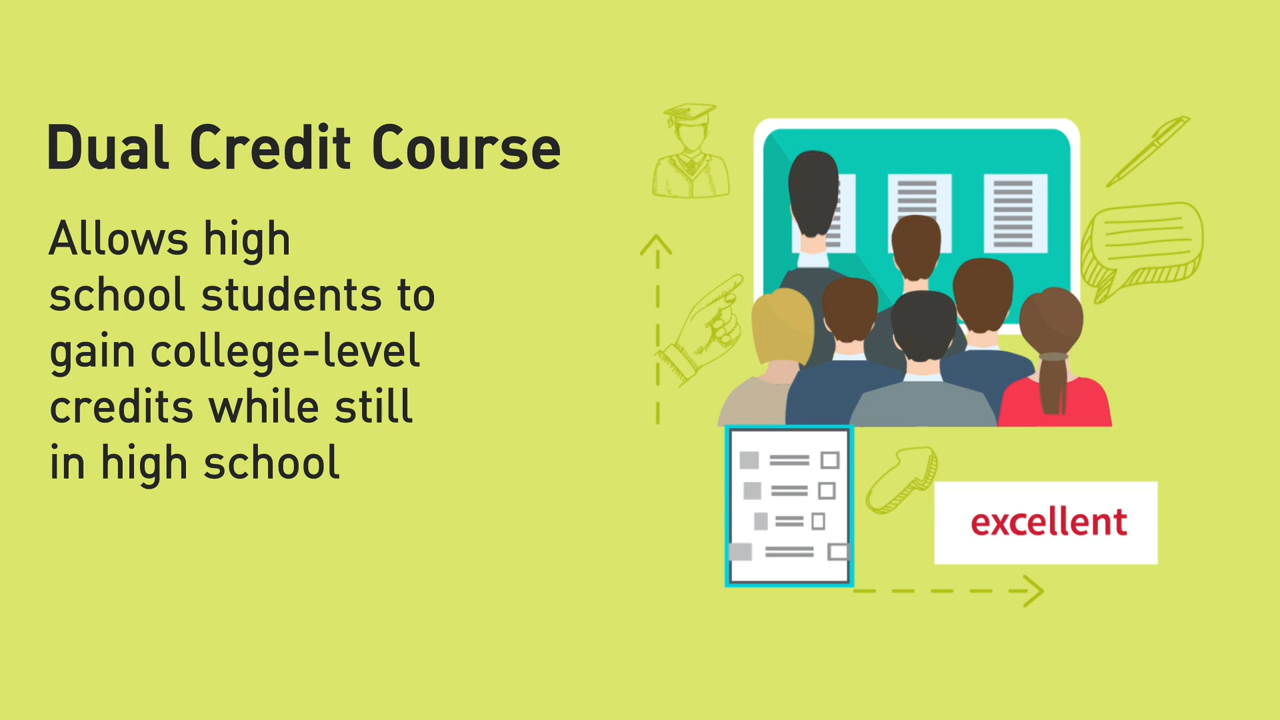 Dual Credit Course
Allows high
school students to
gain college-level
credits while still
in high school
excellent